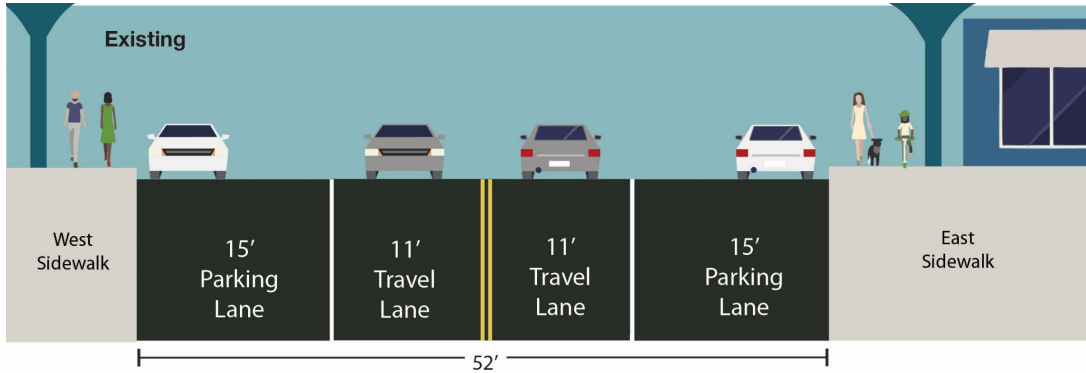 Existing
West
Sidewalk
15’
Parking
Lane
11’
Travel
Lane
11’
Travel
Lane
15’
Parking
Lane
East
Sidewalk
52’